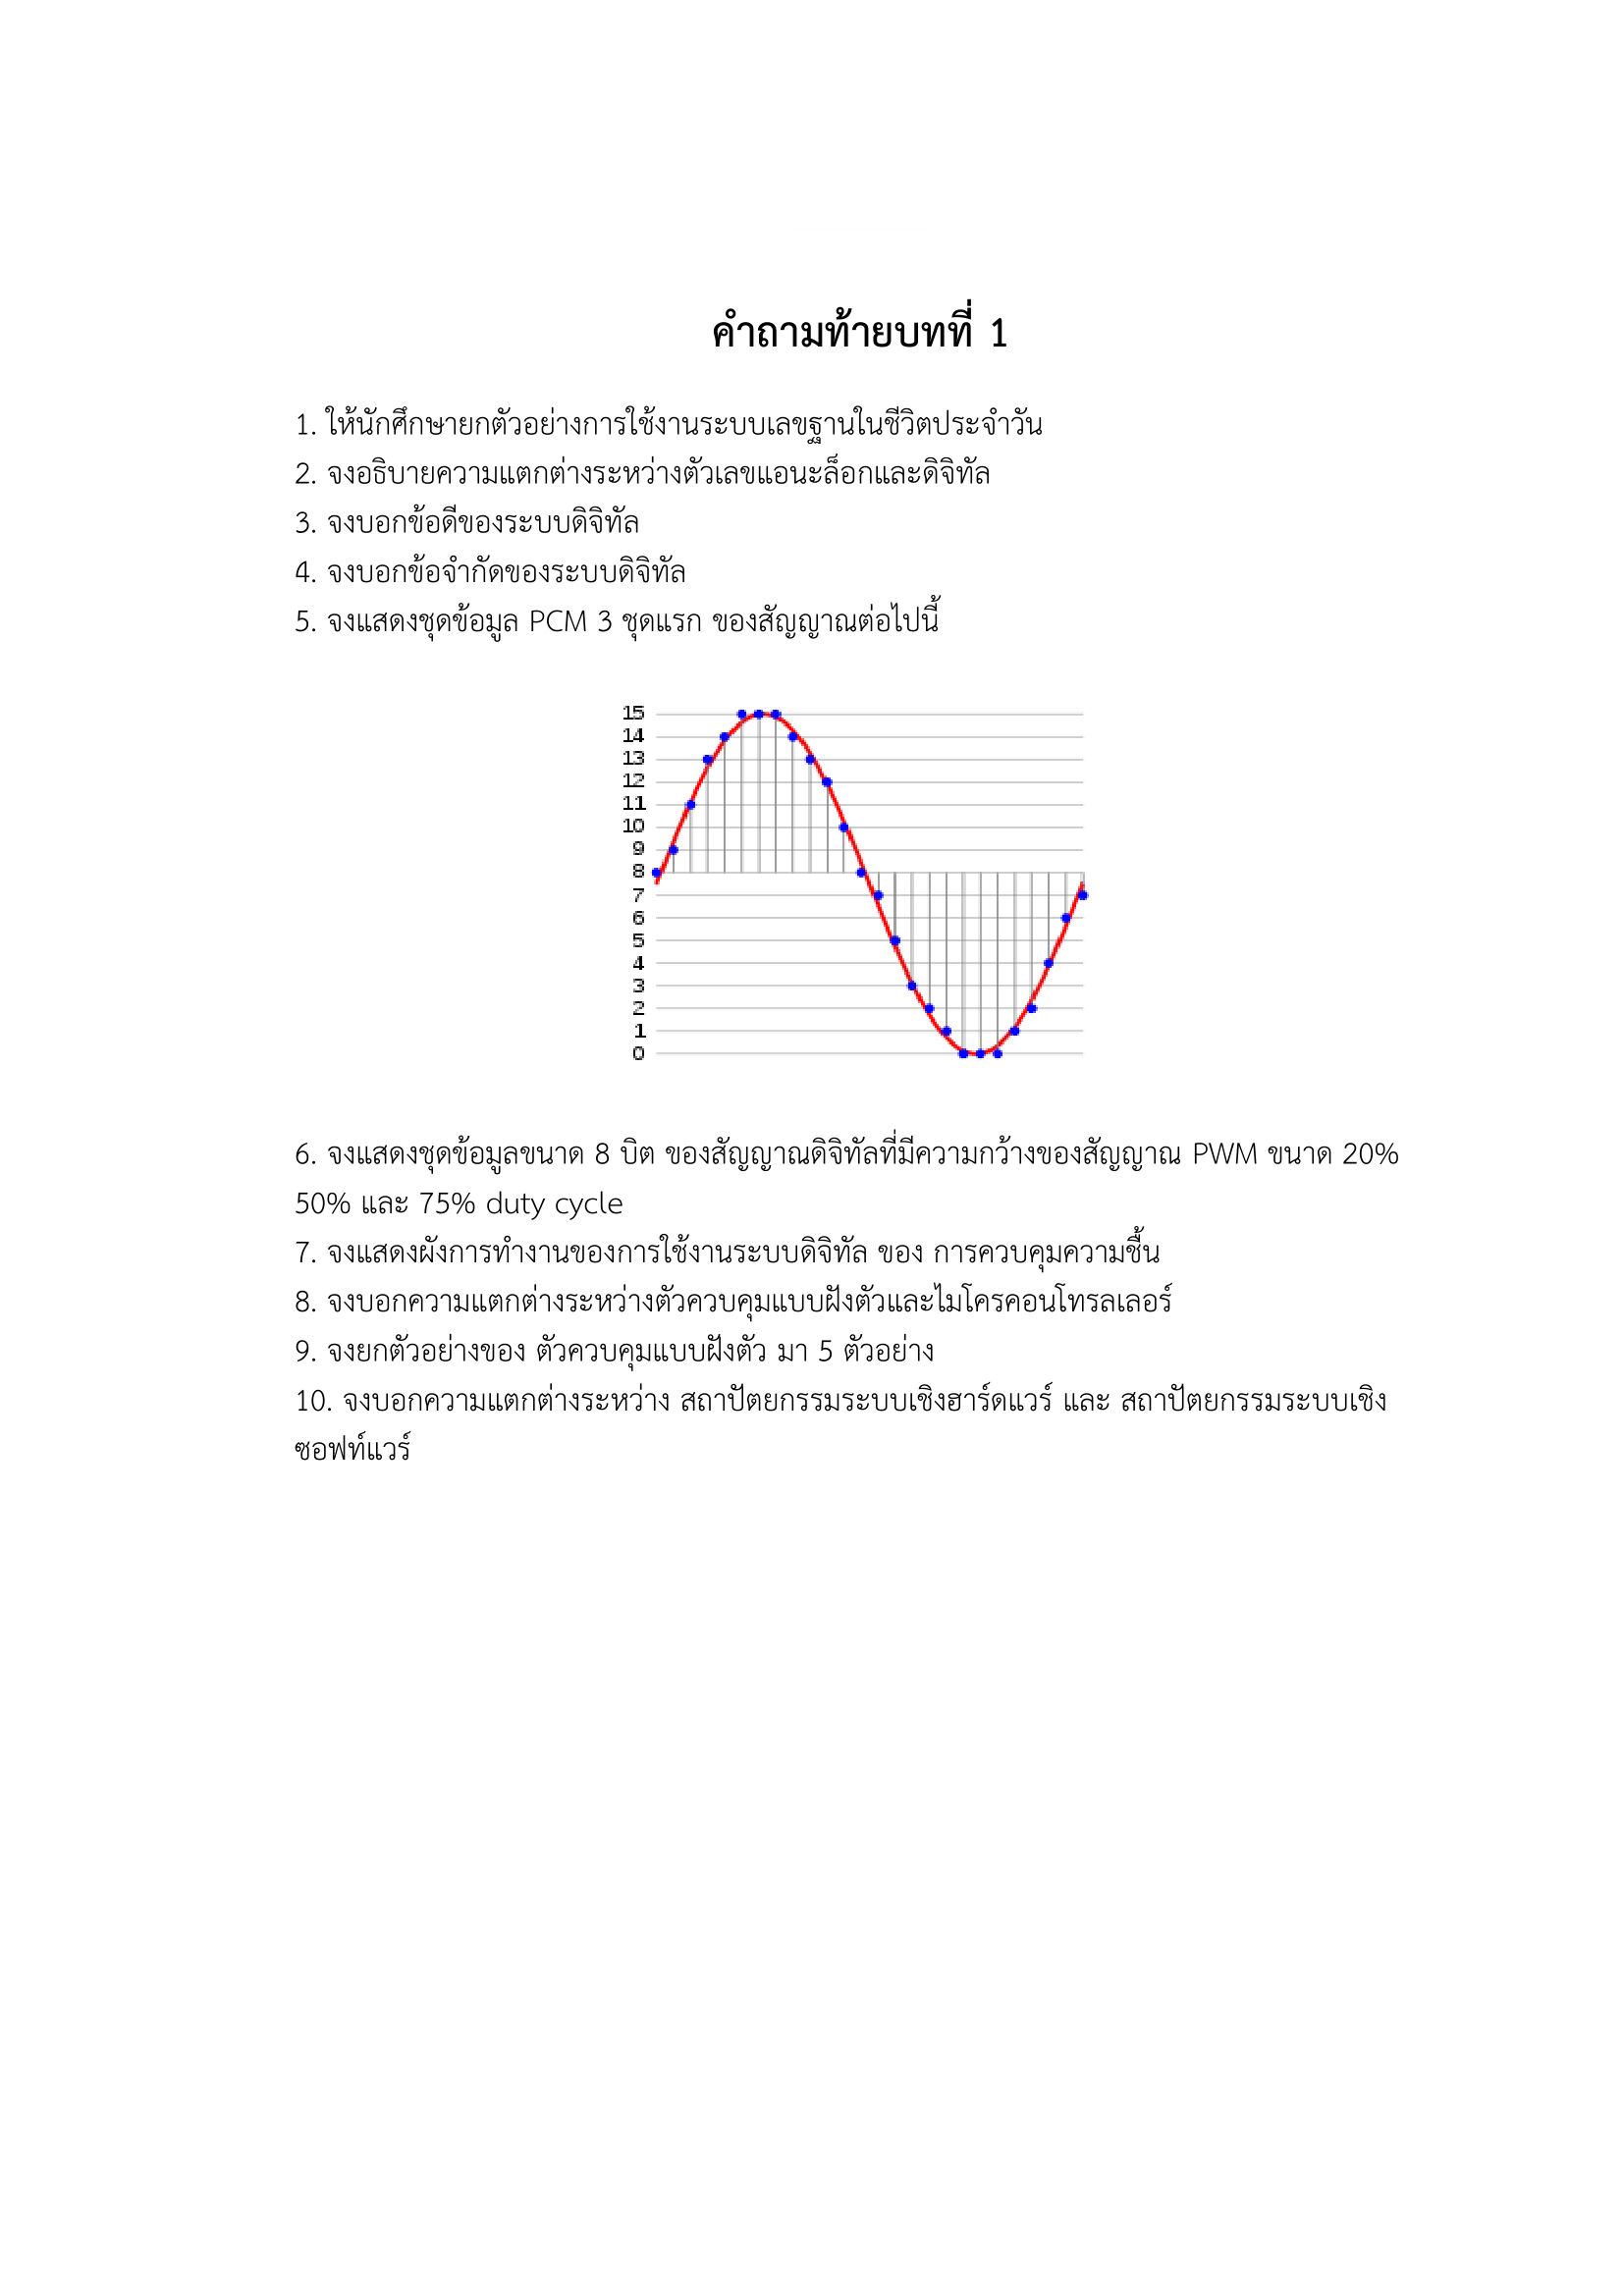 คำถามท้ายบทที่ 1
1. ให้นักศึกษายกตัวอย่างการใช้งานระบบเลขฐานในชีวิตประจำวัน
2. จงอธิบายความแตกต่างระหว่างตัวเลขแอนะล็อกและดิจิทัล
3. จงบอกข้อดีของระบบดิจิทัล
4. จงบอกข้อจำกัดของระบบดิจิทัล
5. จงแสดงชุดข้อมูล PCM 3 ชุดแรก ของสัญญาณต่อไปนี้
15
14
13
12
11
10
9
8
7
6
5
4
3
2
1
0
6. จงแสดงชุดข้อมูลขนาด 8 บิต ของสัญญาณดิจิทัลที่มีความกว้างของสัญญาณ PWM ขนาด 20%
50% และ 75% duty cycle
7. จงแสดงผังการทำงานของการใช้งานระบบดิจิทัล ของ การควบคุมความชื้น
8. จงบอกความแตกต่างระหว่างตัวควบคุมแบบฝังตัวและไมโครคอนโทรลเลอร์
9. จงยกตัวอย่างของ ตัวควบคุมแบบฝังตัว มา 5 ตัวอย่าง
10. จงบอกความแตกต่างระหว่าง สถาปัตยกรรมระบบเชิงฮาร์ดแวร์ และ สถาปัตยกรรมระบบเชิง
ซอฟท์แวร์